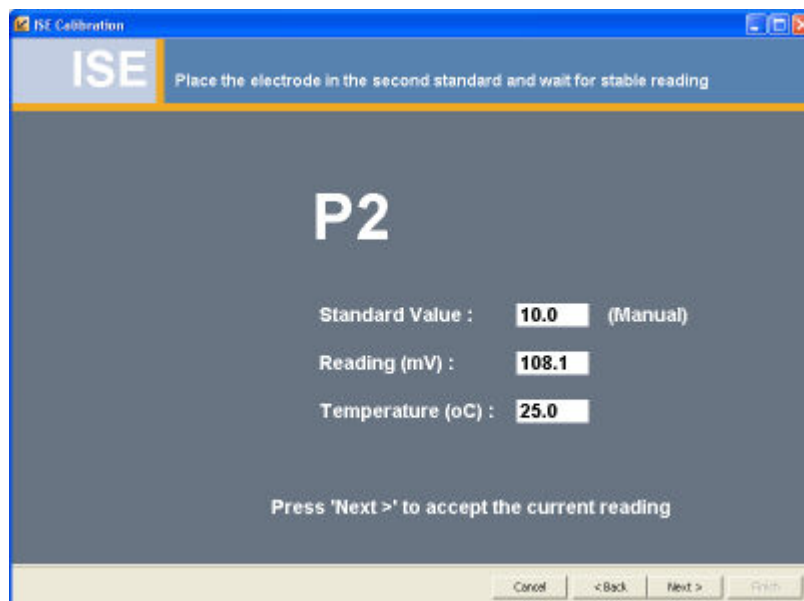 ISE Calibration
ISE
Place the electrode in the second standard and wait for stable reading
P2
Standard Value : 10.0 (Manual)
Reading (mV) : 108.1
Temperature (oC) : 25.0
Press 'Next >' to accept the current reading
Cancel < Back Next > Finish